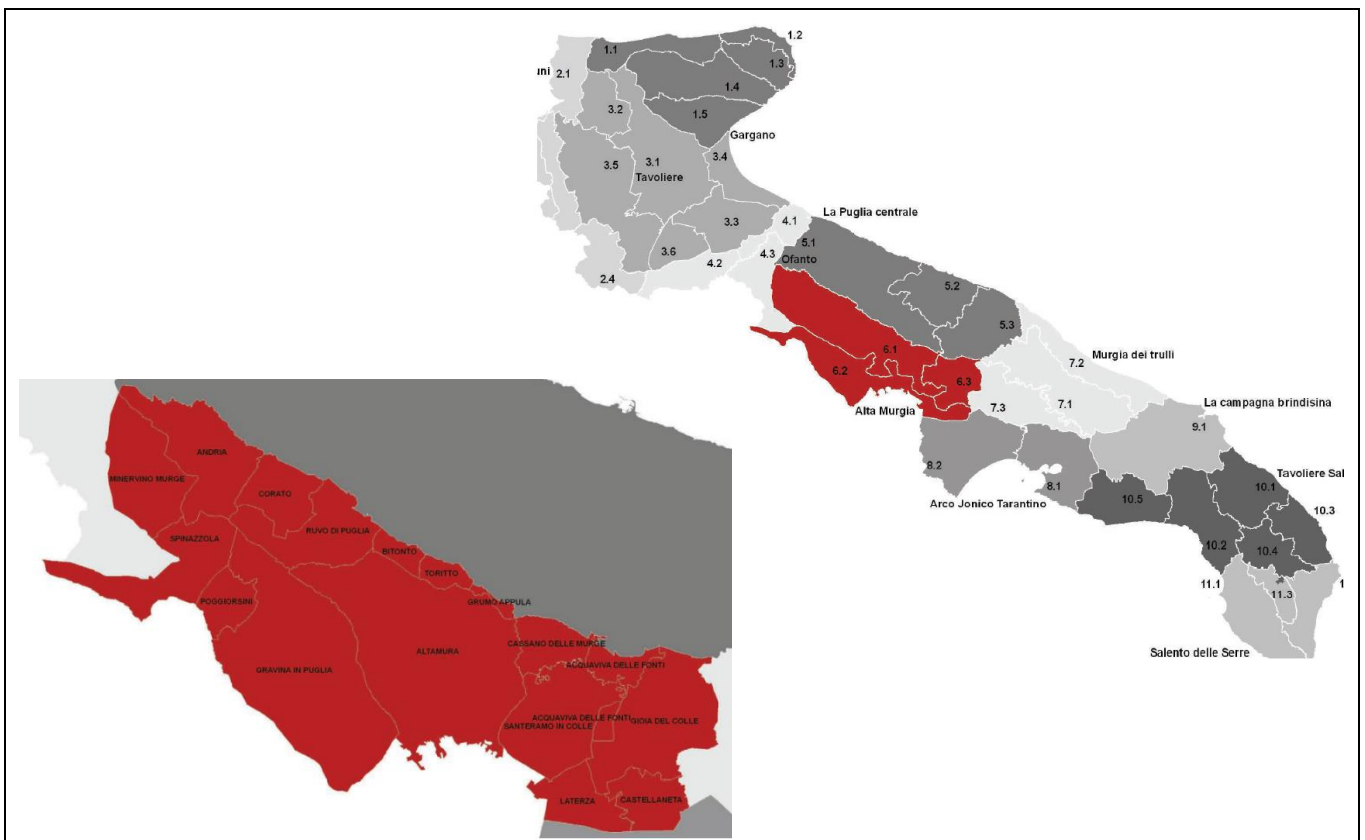 1.1
1.2
uni
2.1
1.3
1.4
3.2
1.5
Gargano
3.4
3.5
3.1
Tavoliere
La Puglia centrale
3.3
4.1
5.1
3.6
4.3
4.2
Ofanto
2.4
5.2
5.3
6.1
7.2
Murgia dei trulli
6.2
6.3
Alta Murgia
7.3
7.1
La campagna brindisina
9.1
8.2
Tavoliere Sal
8.1
10.1
Arco Jonico Tarantino
10.5
10.3
10.2
10.4
11.1
11.3
1
Salento delle Serre
ANDRIA
MINERVINO MURGE
CORATO
RUVO DI PUGLIA
SPINAZZOLA
BITONTO
TORITTO
POGGIORSINI
GRUMO APPULA
CASSANO DELLE MURGE
ALTAMURA
ACQUAVIVA DELLE FONTI
GRAVINA IN PUGLIA
ACQUAVIVA DELLE FONTI
GIOIA DEL COLLE
SANTERAMO IN COLLE
LATERZA
CASTELLANETA